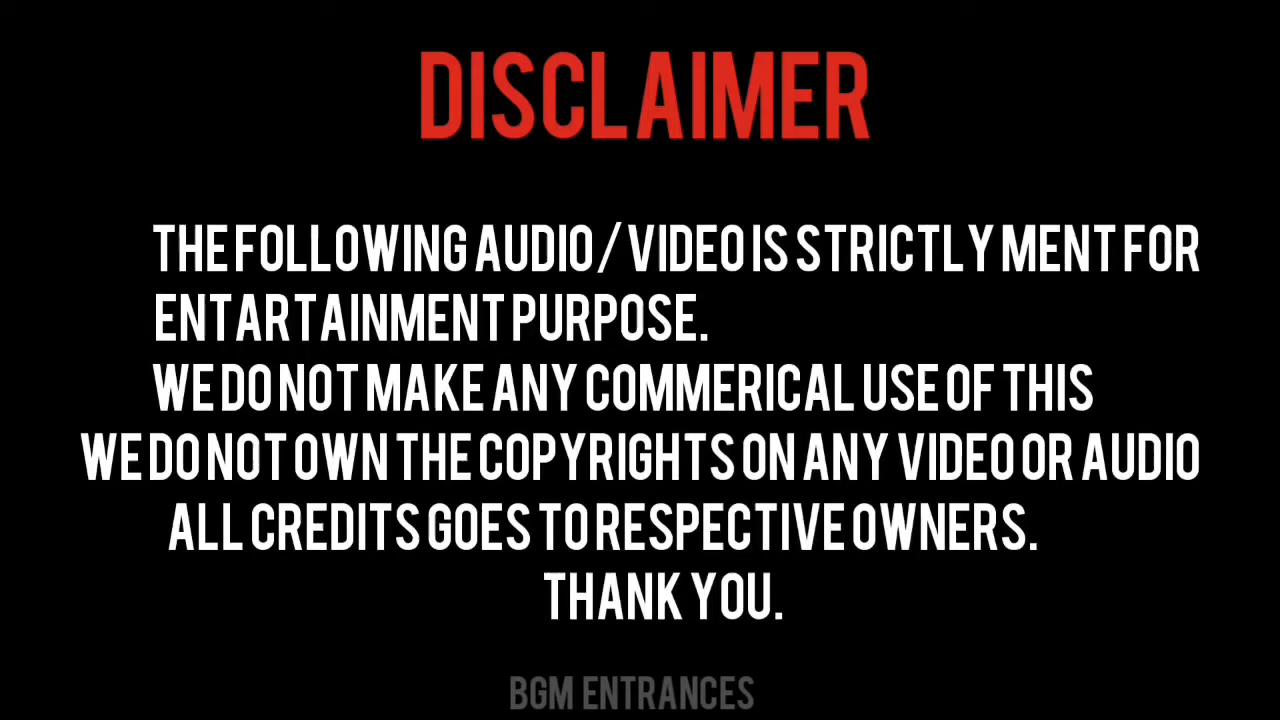 DISCLAIMER
THE FOLLOWING AUDIO/VIDEO IS STRICTLY MENT FOR
ENTARTAINMENT PURPOSE.
WE DO NOT MAKE ANY COMMERICAL USE OF THIS
WE DO NOT OWN THE COPYRIGHTS ON ANY VIDEO OR AUDIO
ALL CREDITS GOES TO RESPECTIVE OWNERS.
THANK YOU.
BGM ENTRANCES